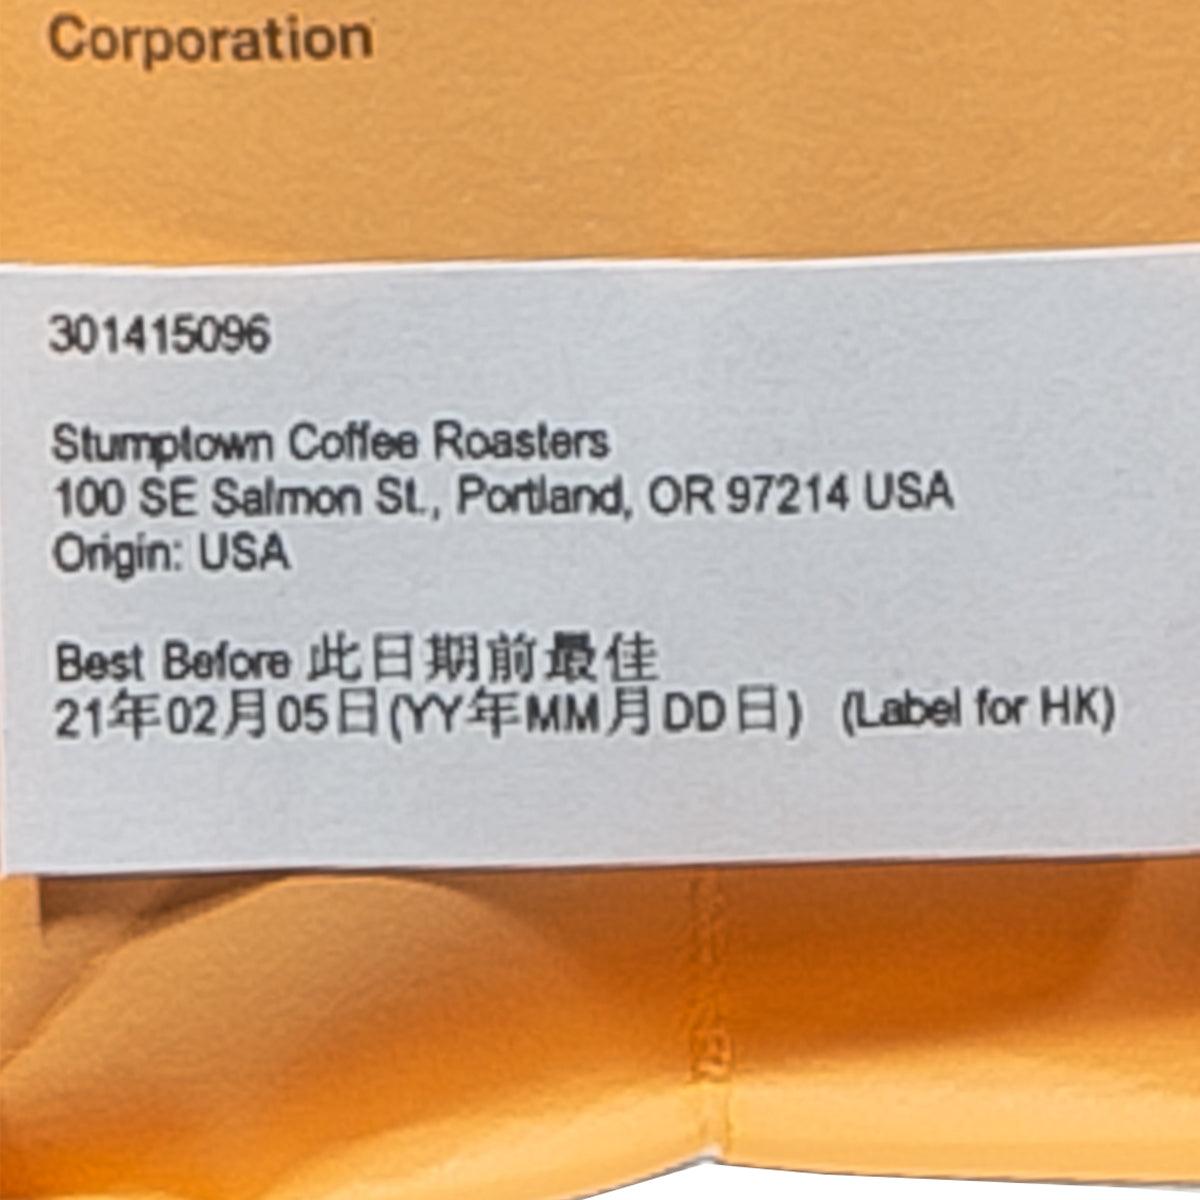 Corporation
301415096
Stumptown Coffee Roasters
100 SE Salmon St., Portland, OR 97214 USA
Origin: USA
Best Before 此日期前最佳
21年02月05日(YY年MM月DD日) (Label for HK)